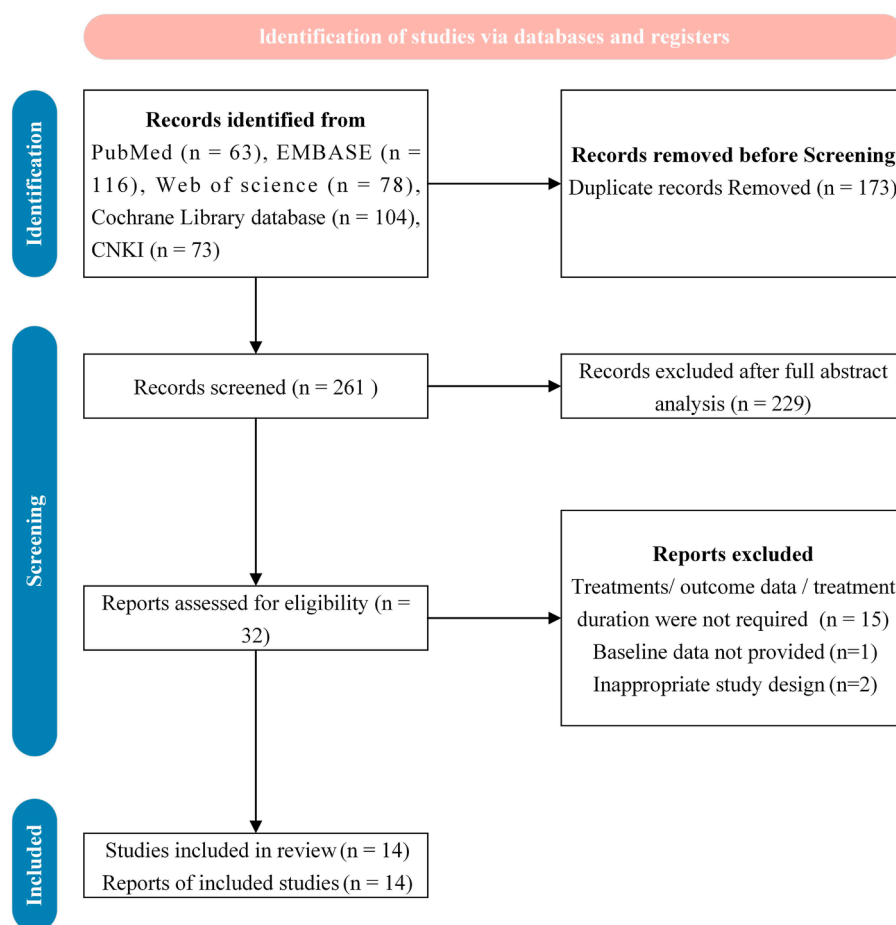 Identification of studies via databases and registers
Identification
Records identified from
PubMed (n = 63), EMBASE (n =
116), Web of science (n = 78),
Cochrane Library database (n = 104),
CNKI (n = 73)
Records removed before Screening
Duplicate records Removed (n = 173)
Screening
Records screened (n = 261 )
Records excluded after full abstract
analysis (n = 229)
Reports assessed for eligibility (n =
32)
Reports excluded
Treatments/ outcome data / treatment
duration were not required (n = 15)
Baseline data not provided (n=1)
Inappropriate study design (n=2)
Included
Studies included in review (n = 14)
Reports of included studies (n = 14)